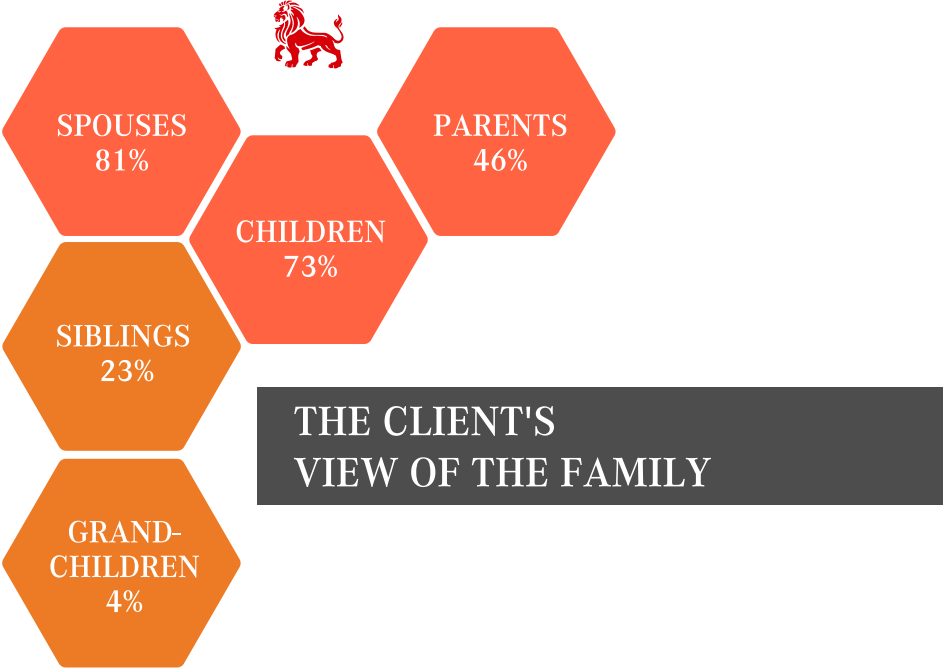 SPOUSES
81%
PARENTS
46%
CHILDREN
73%
SIBLINGS
23%
THE CLIENT'S
VIEW OF THE FAMILY
GRAND-
CHILDREN
4%